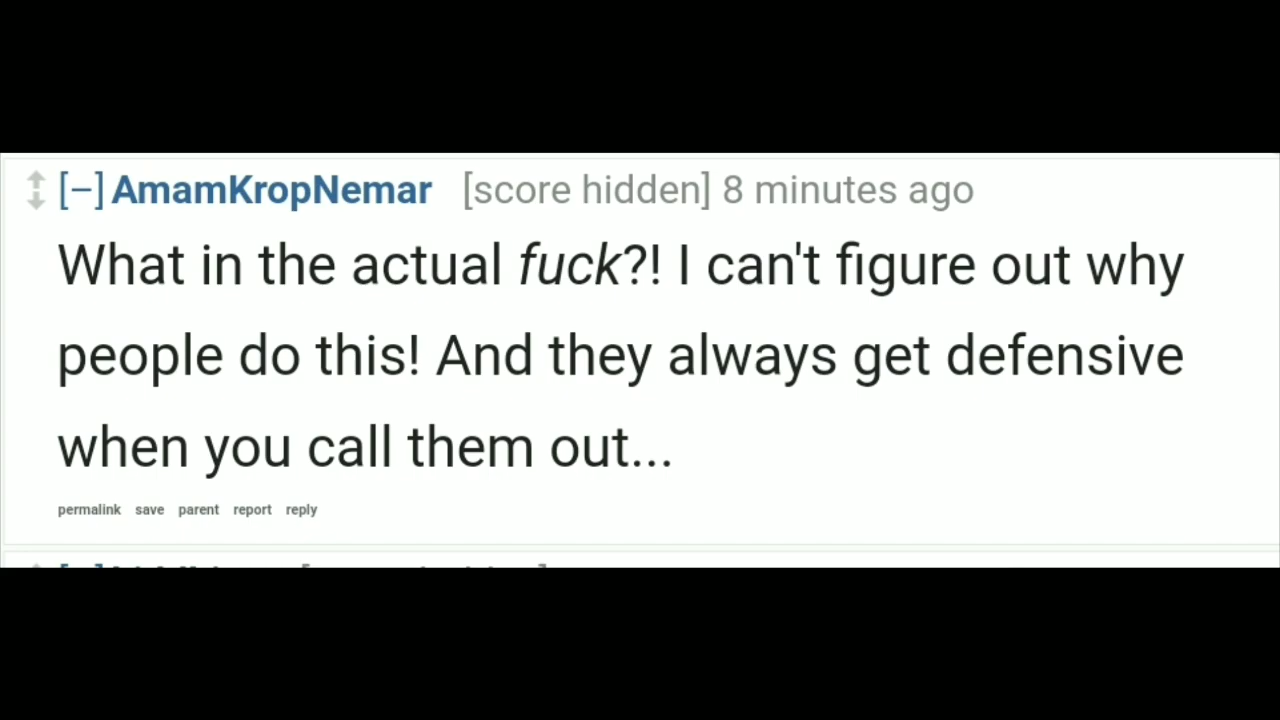 [–] AmamKropNemar [score hidden] 8 minutes ago
What in the actual fuck?! I can't figure out why
people do this! And they always get defensive
when you call them out...
permalink save parent report reply